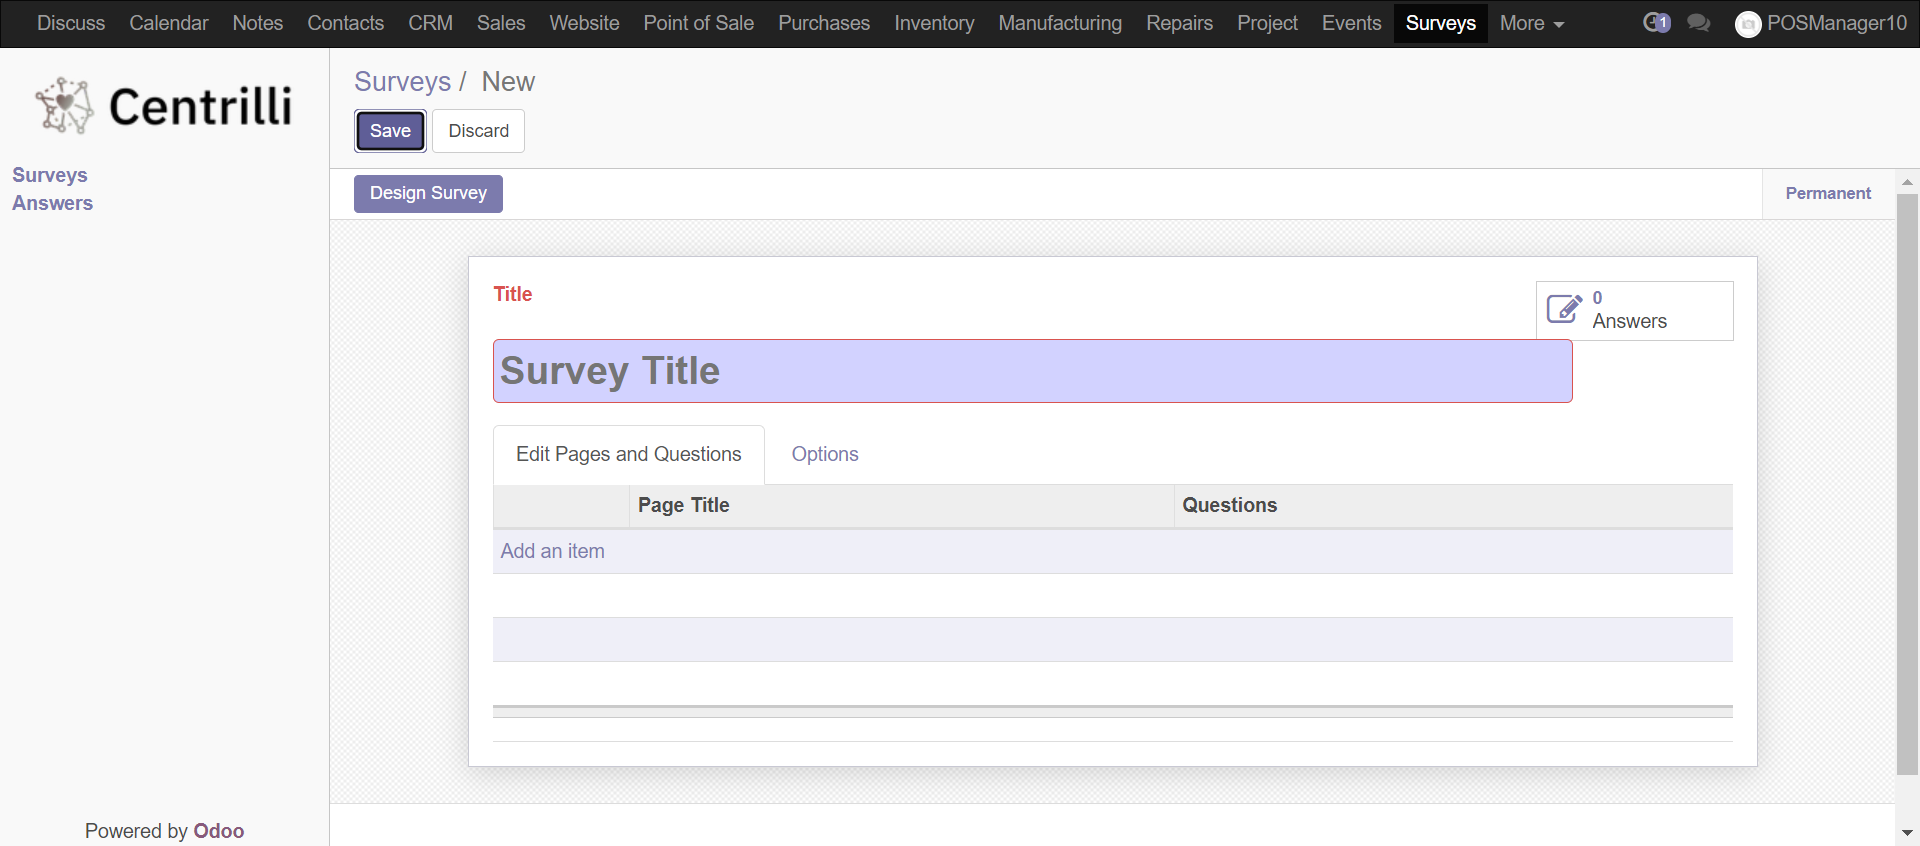 Discuss Calendar Notes Contacts CRM Sales Website Point of Sale Purchases Inventory Manufacturing Repairs Project Events Surveys More 1 POSManager10
Centrilli
Surveys
Answers
Surveys / New
Save Discard
Design Survey
Permanent
Title
0
Answers
Survey Title
Edit Pages and Questions Options
Page Title Questions
Add an item
Powered by Odoo